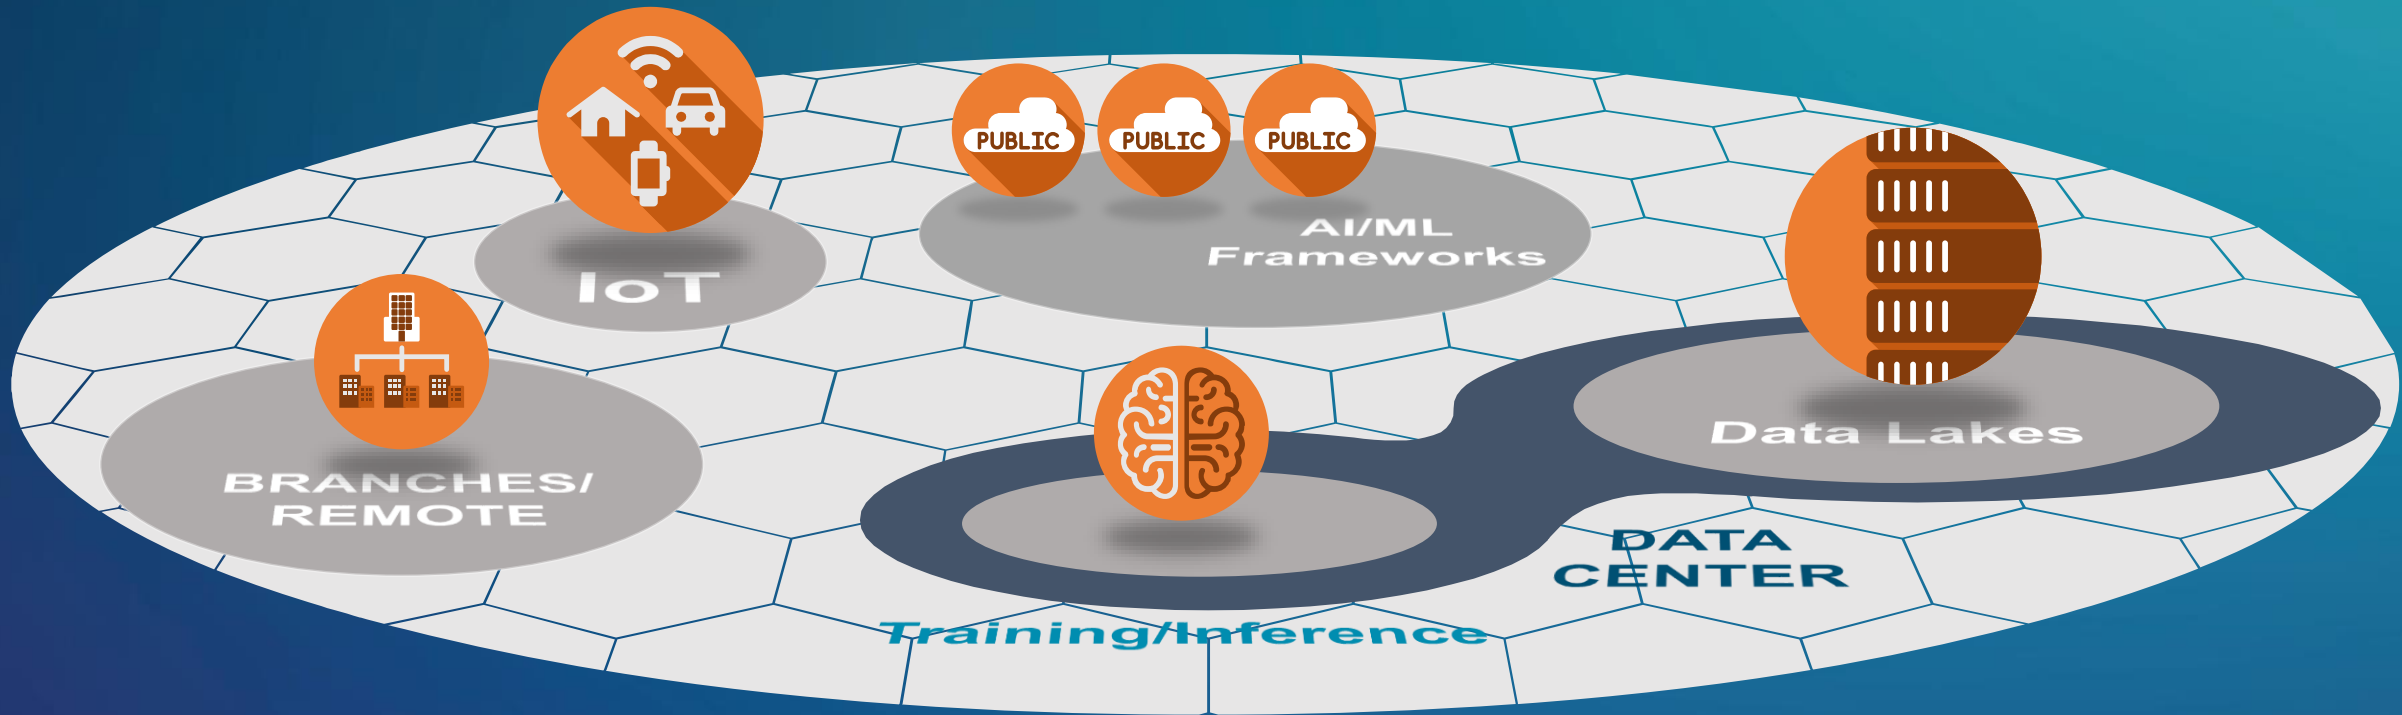 PUBLIC
PUBLIC
PUBLIC
AI/ML
Frameworks
IoT
Data Lakes
BRANCHES/
REMOTE
DATA
CENTER
Training/Inference